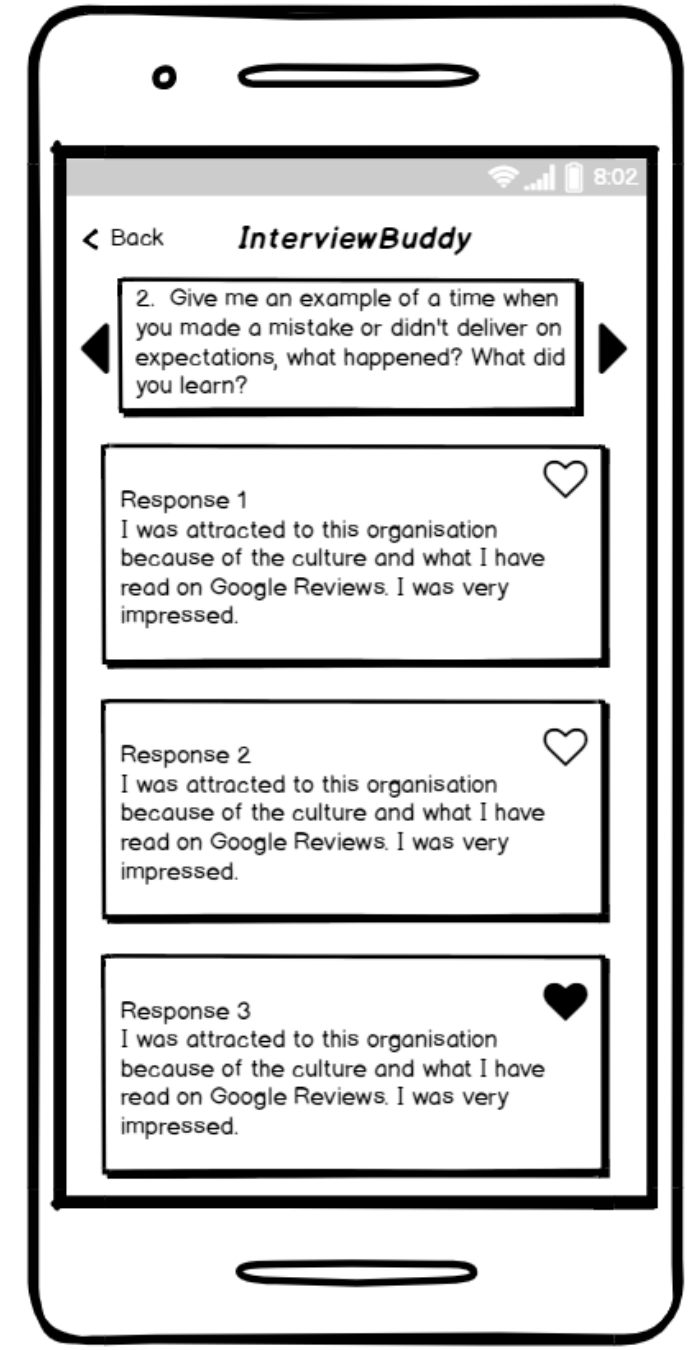 8:02
Back
InterviewBuddy
2. Give me an example of a time when
you made a mistake or didn't deliver on
expectations, what happened? What did
you learn?
Response 1
I was attracted to this organisation
because of the culture and what I have
read on Google Reviews. I was very
impressed.
Response 2
I was attracted to this organisation
because of the culture and what I have
read on Google Reviews. I was very
impressed.
Response 3
I was attracted to this organisation
because of the culture and what I have
read on Google Reviews. I was very
impressed.